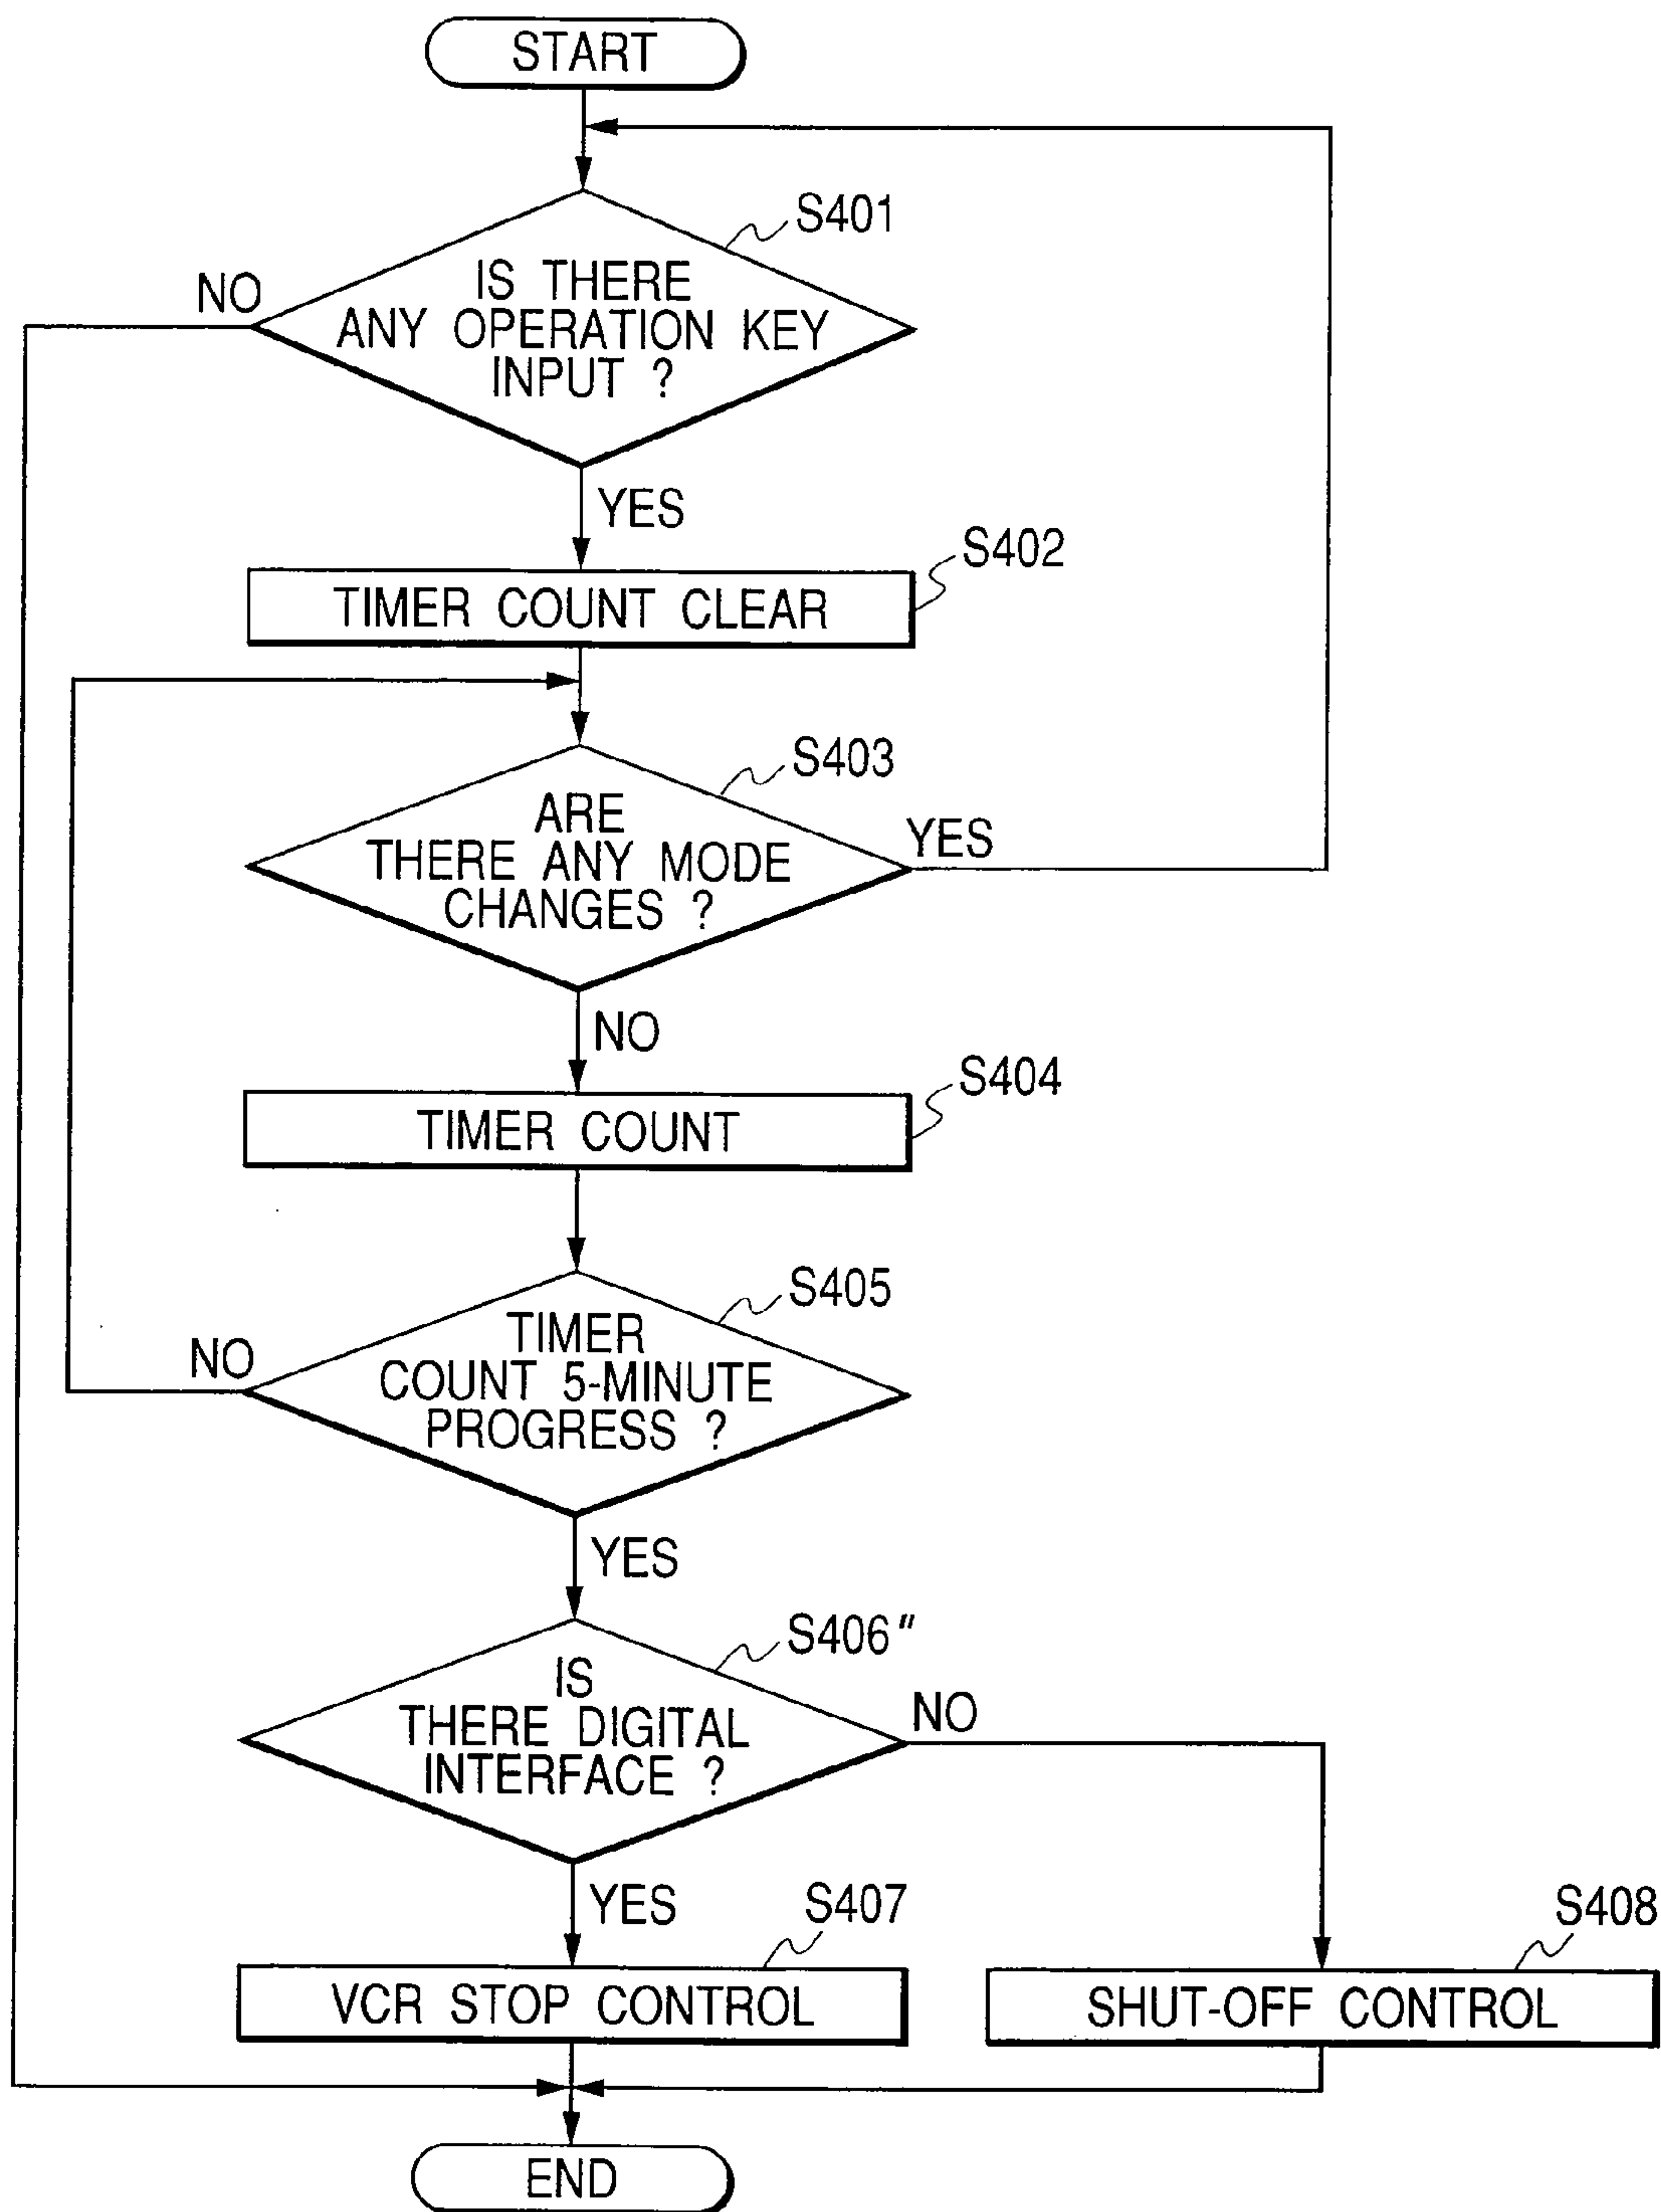 START
S401
NO
IS THERE
ANY OPERATION KEY
INPUT ?
YES
S402
TIMER COUNT CLEAR
S403
ARE
THERE ANY MODE
CHANGES ?
YES
NO
S404
TIMER COUNT
S405
TIMER
COUNT 5-MINUTE
PROGRESS ?
NO
YES
S406"
IS
THERE DIGITAL
INTERFACE ?
NO
YES
S407
S408
VCR STOP CONTROL
SHUT-OFF CONTROL
END